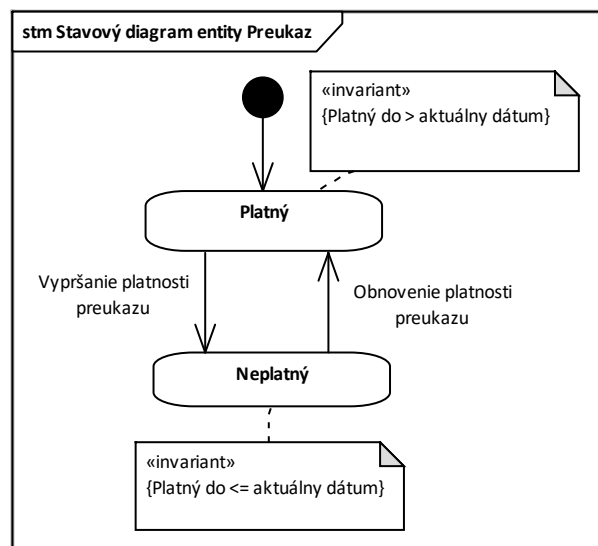 stm Stavový diagram entity Preukaz
«invariant»
{Platný do > aktuálny dátum}
Platný
Vypršanie platnosti
preukazu
Obnovenie platnosti
preukazu
Neplatný
«invariant»
{Platný do <= aktuálny dátum}